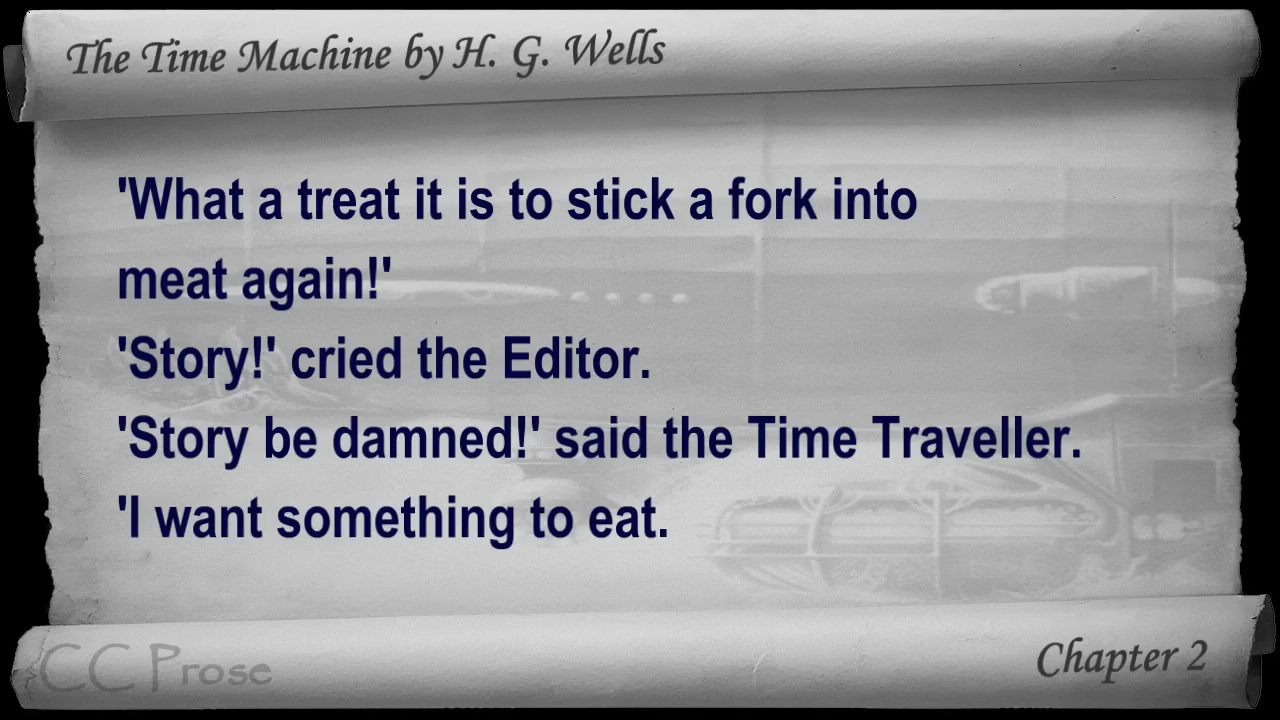 The Time Machine by H. G. Wells
'What a treat it is to stick a fork into
meat again!'
'Story!' cried the Editor.
'Story be damned!' said the Time Traveller.
'I want something to eat.
CC Prose
Chapter 2